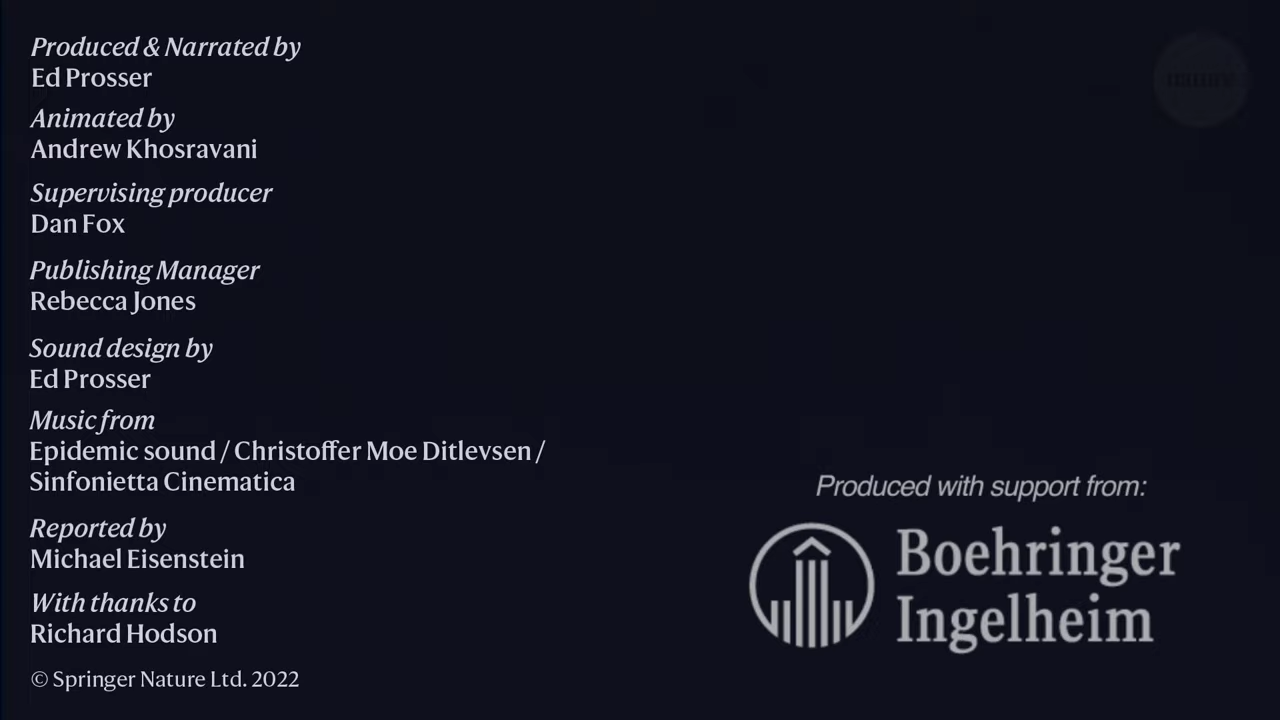 Produced & Narrated by
Ed Prosser
Animated by
Andrew Khosravani
Supervising producer
Dan Fox
Publishing Manager
Rebecca Jones
Sound design by
Ed Prosser
Music from
Epidemic sound / Christoffer Moe Ditlevsen /
Sinfonietta Cinematica
Reported by
Michael Eisenstein
With thanks to
Richard Hodson
© Springer Nature Ltd. 2022
Produced with support from:
Boehringer
Ingelheim